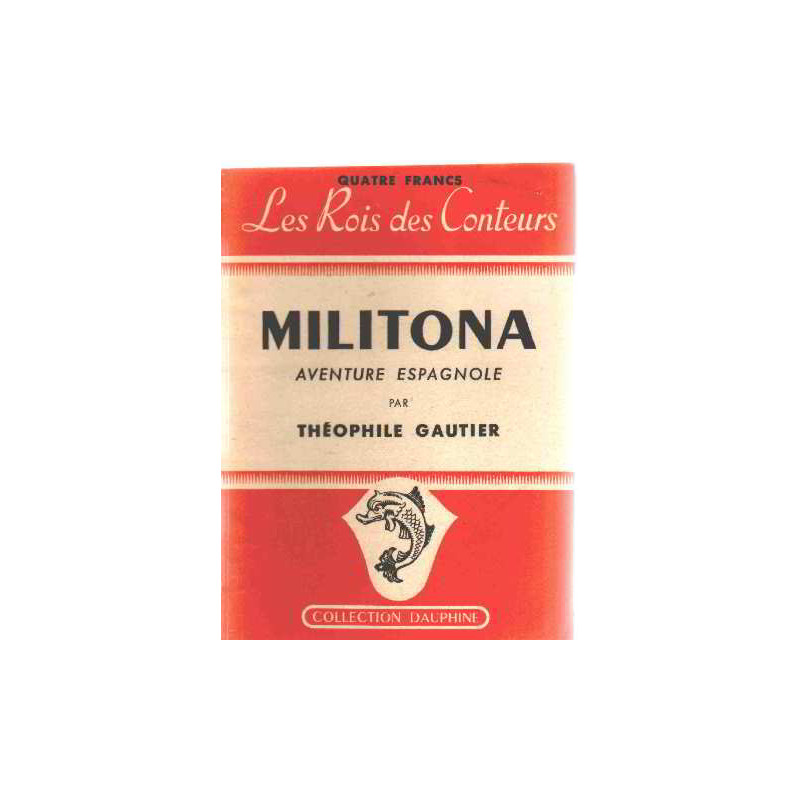 QUATRE FRANCS
Les Rois des Conteurs
MILITONA
AVENTURE ESPAGNOLE
PAR
THÉOPHILE GAUTIER
COLLECTION DAUPHINE